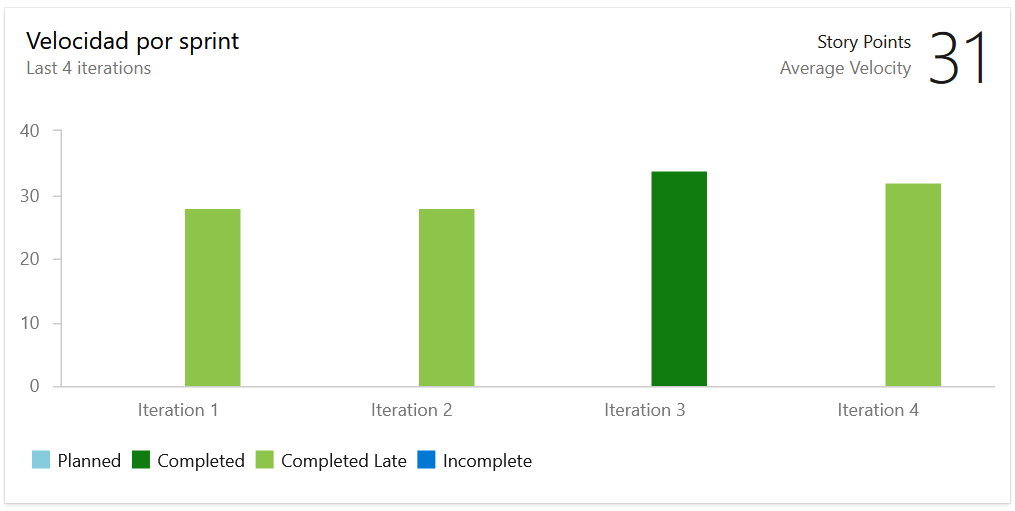 Velocidad por sprint
Last 4 iterations
Story Points
Average Velocity
31
40
30
20
10
0
Iteration 1
Iteration 2
Iteration 3
Iteration 4
Planned
Completed
Completed Late
Incomplete